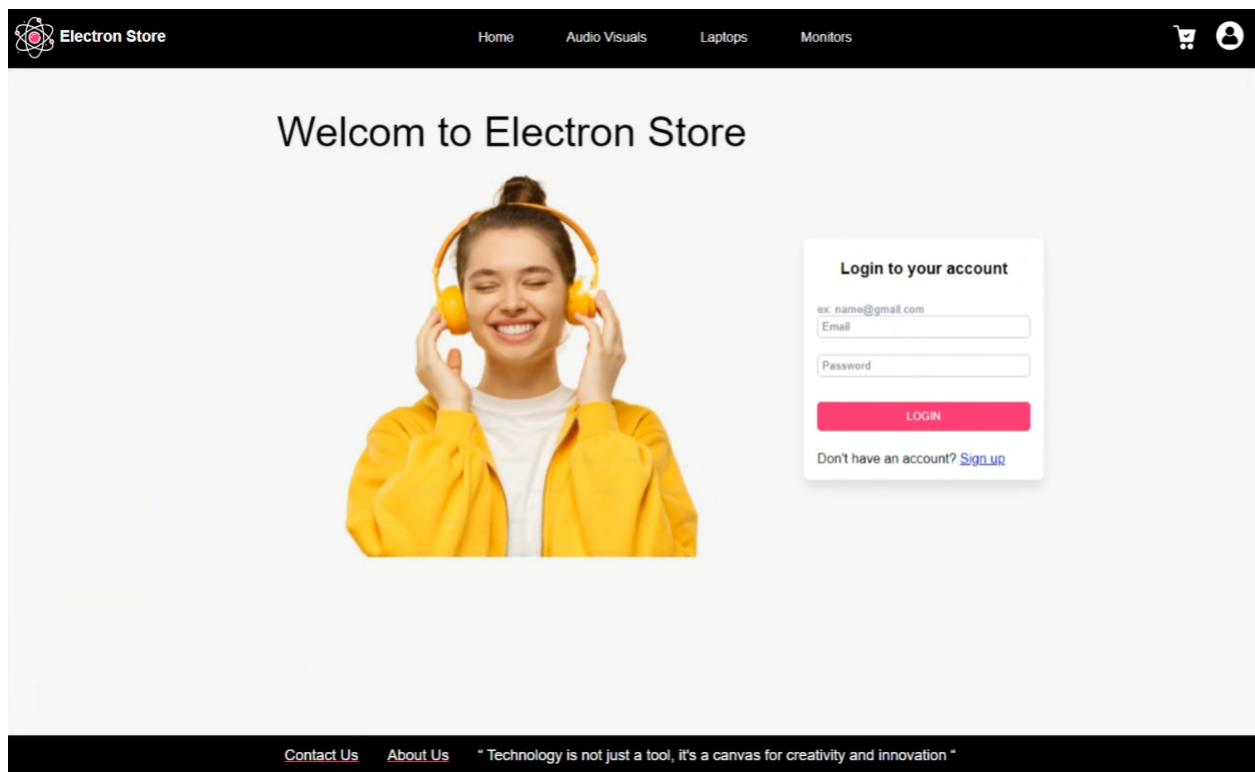 Electron Store
Home Audio Visuals Laptops Monitors
Welcom to Electron Store
Login to your account
ex: name@gmail.com
Email
Password
LOGIN
Don't have an account? Sign up
Contact Us About Us “ Technology is not just a tool, it's a canvas for creativity and innovation “